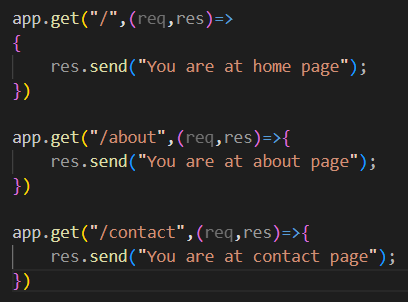 app.get("/",(req,res)=>
{
    res.send("You are at home page");
})

app.get("/about",(req,res)=>{
    res.send("You are at about page");
})

app.get("/contact",(req,res)=>{
    res.send("You are at contact page");
})